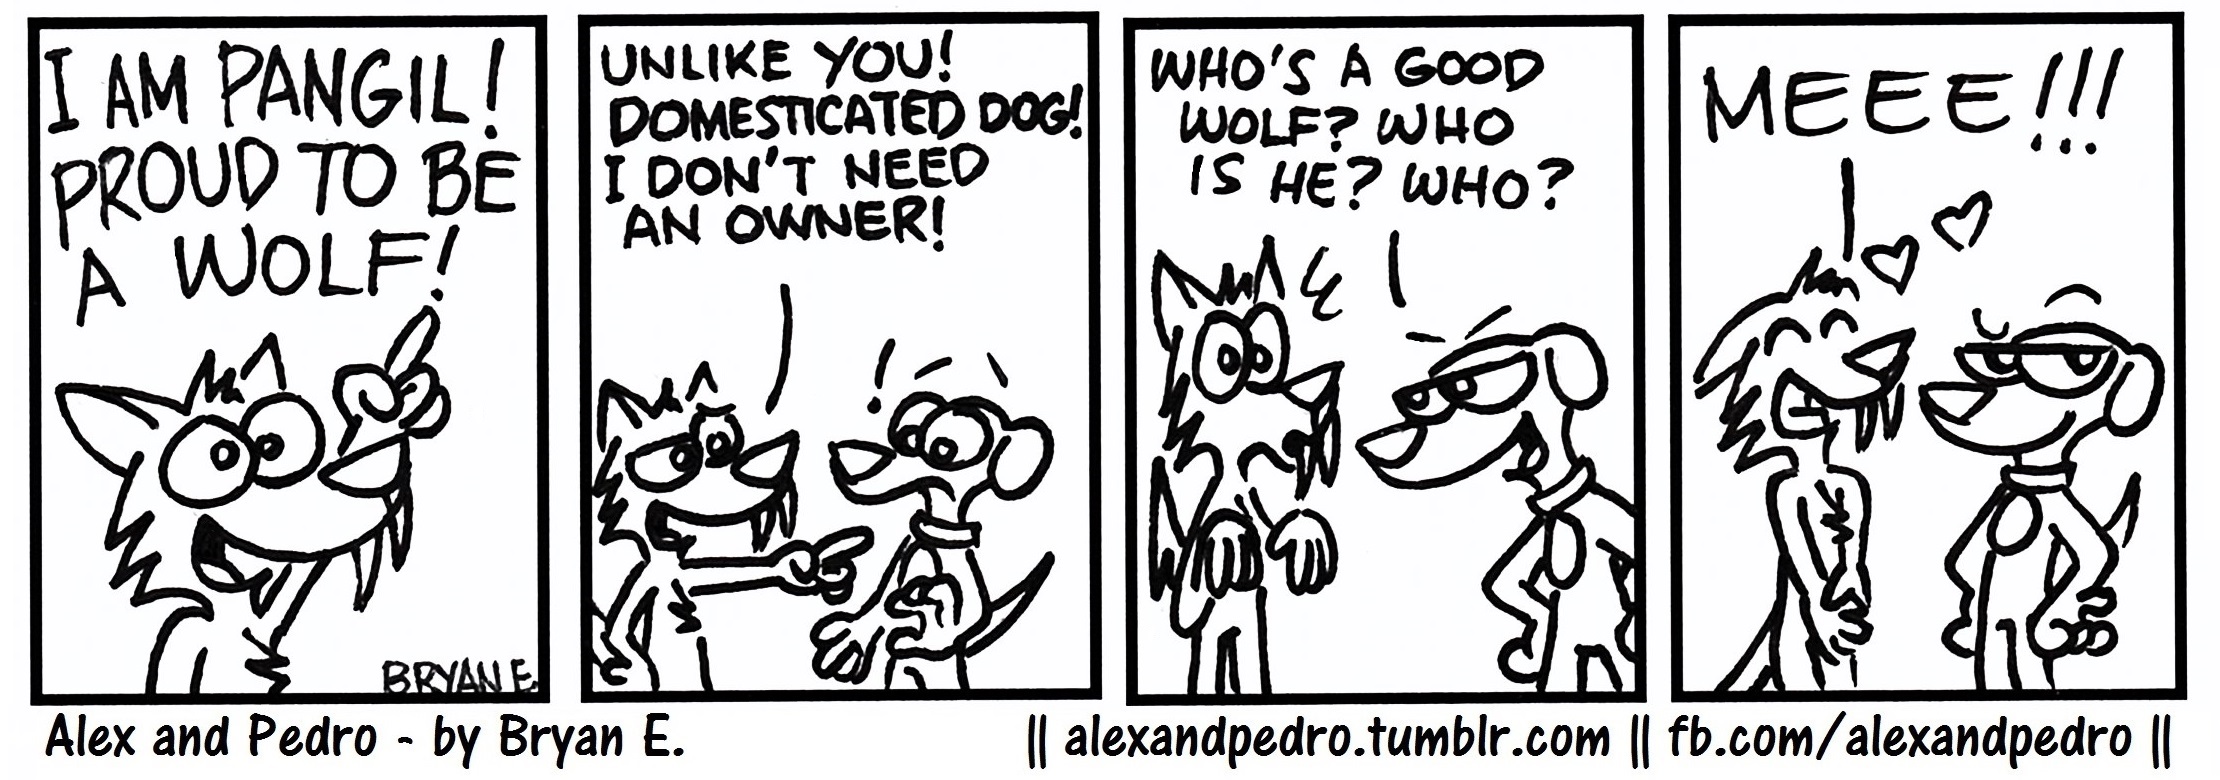 I AM PANGIL!
PROUD TO BE
A WOLF!
BRYAN E.
UNLIKE YOU!
DOMESTICATED DOG!
I DON'T NEED
AN OWNER!
!
WHO'S A GOOD
WOLF? WHO
IS HE? WHO?
MEEE!!!
Alex and Pedro - by Bryan E.
|| alexandpedro.tumblr.com || fb.com/alexandpedro ||